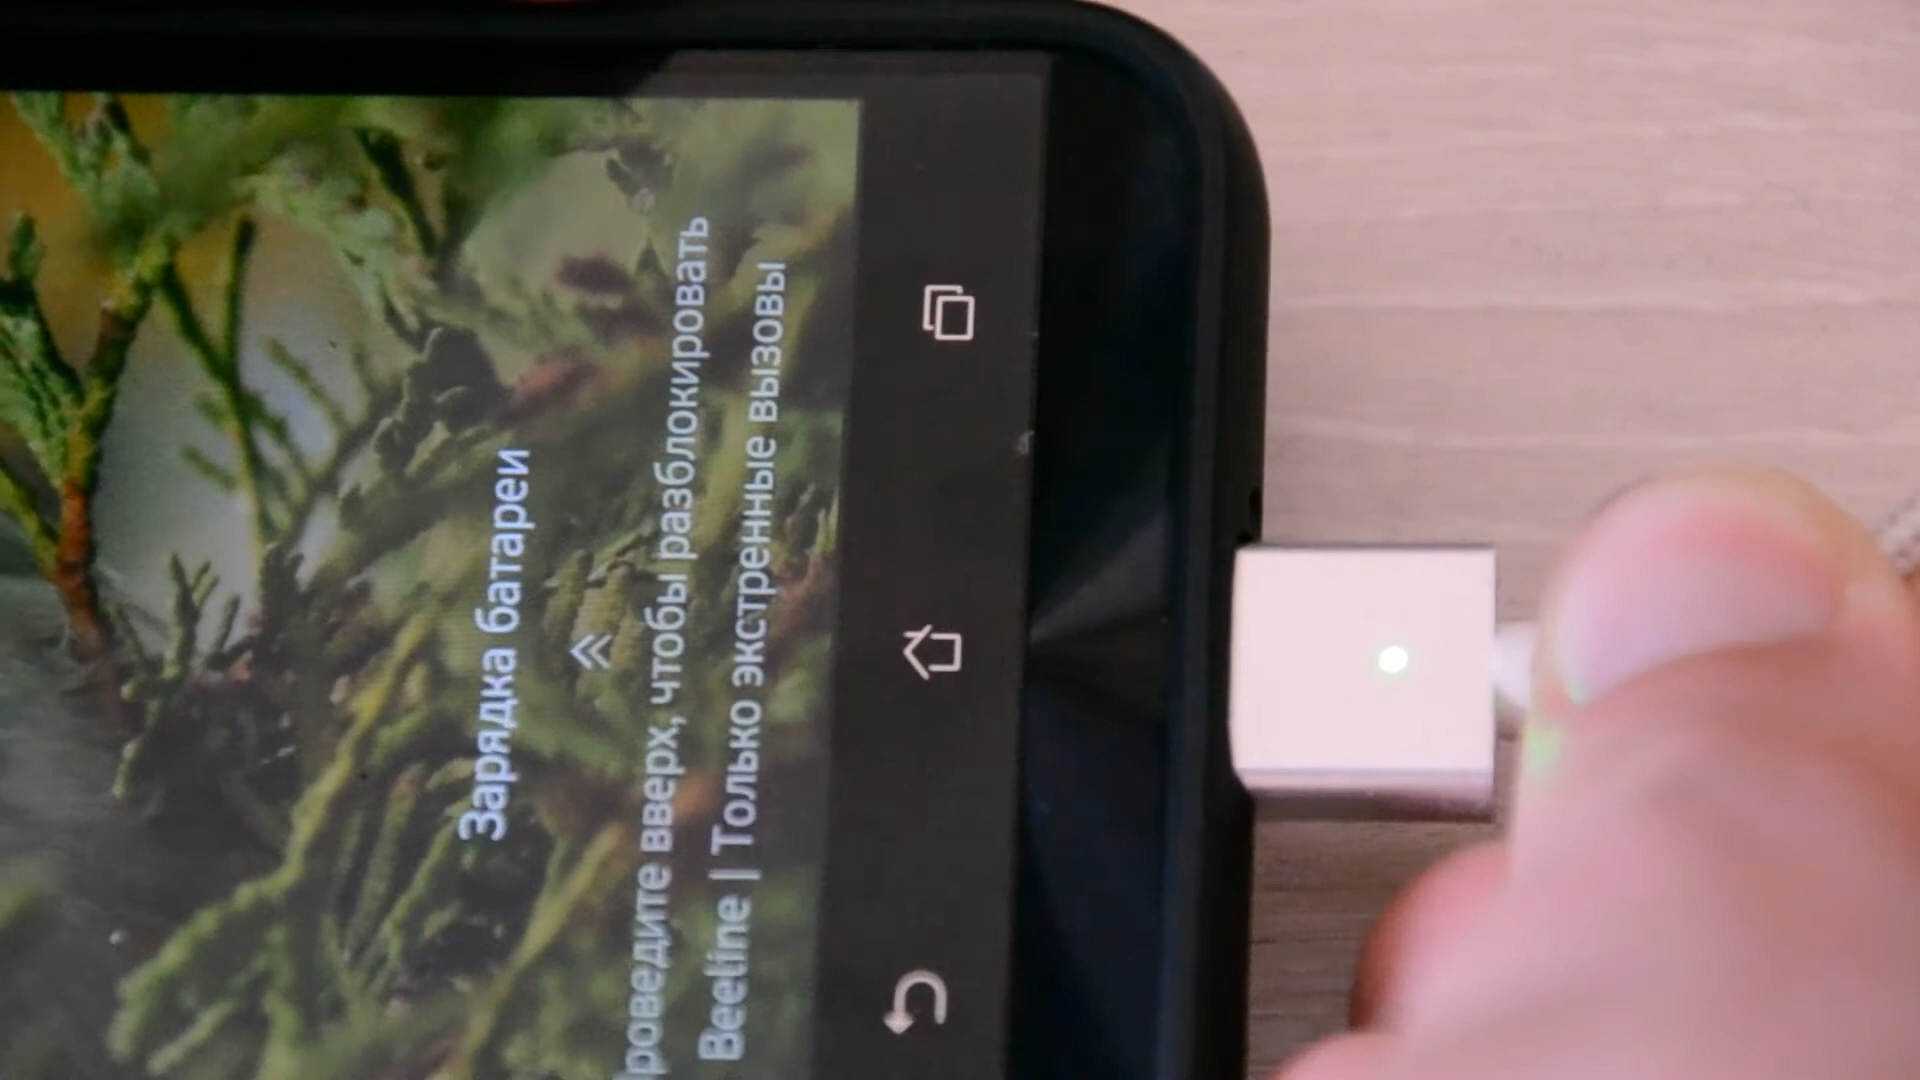 Зарядка батареи
Проведите вверх, чтобы разблокировать
Beeline | Только экстренные вызовы